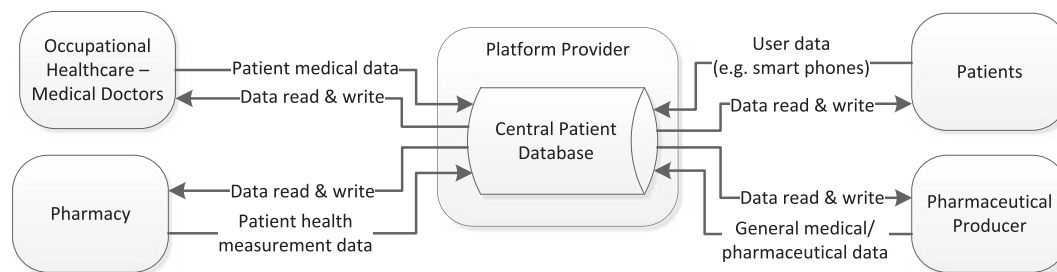 Occupational
Healthcare –
Medical Doctors
Patient medical data
Data read & write
Platform Provider
Central Patient
Database
User data
(e.g. smart phones)
Data read & write
Patients
Pharmacy
Data read & write
Patient health
measurement data
Data read & write
General medical/
pharmaceutical data
Pharmaceutical
Producer